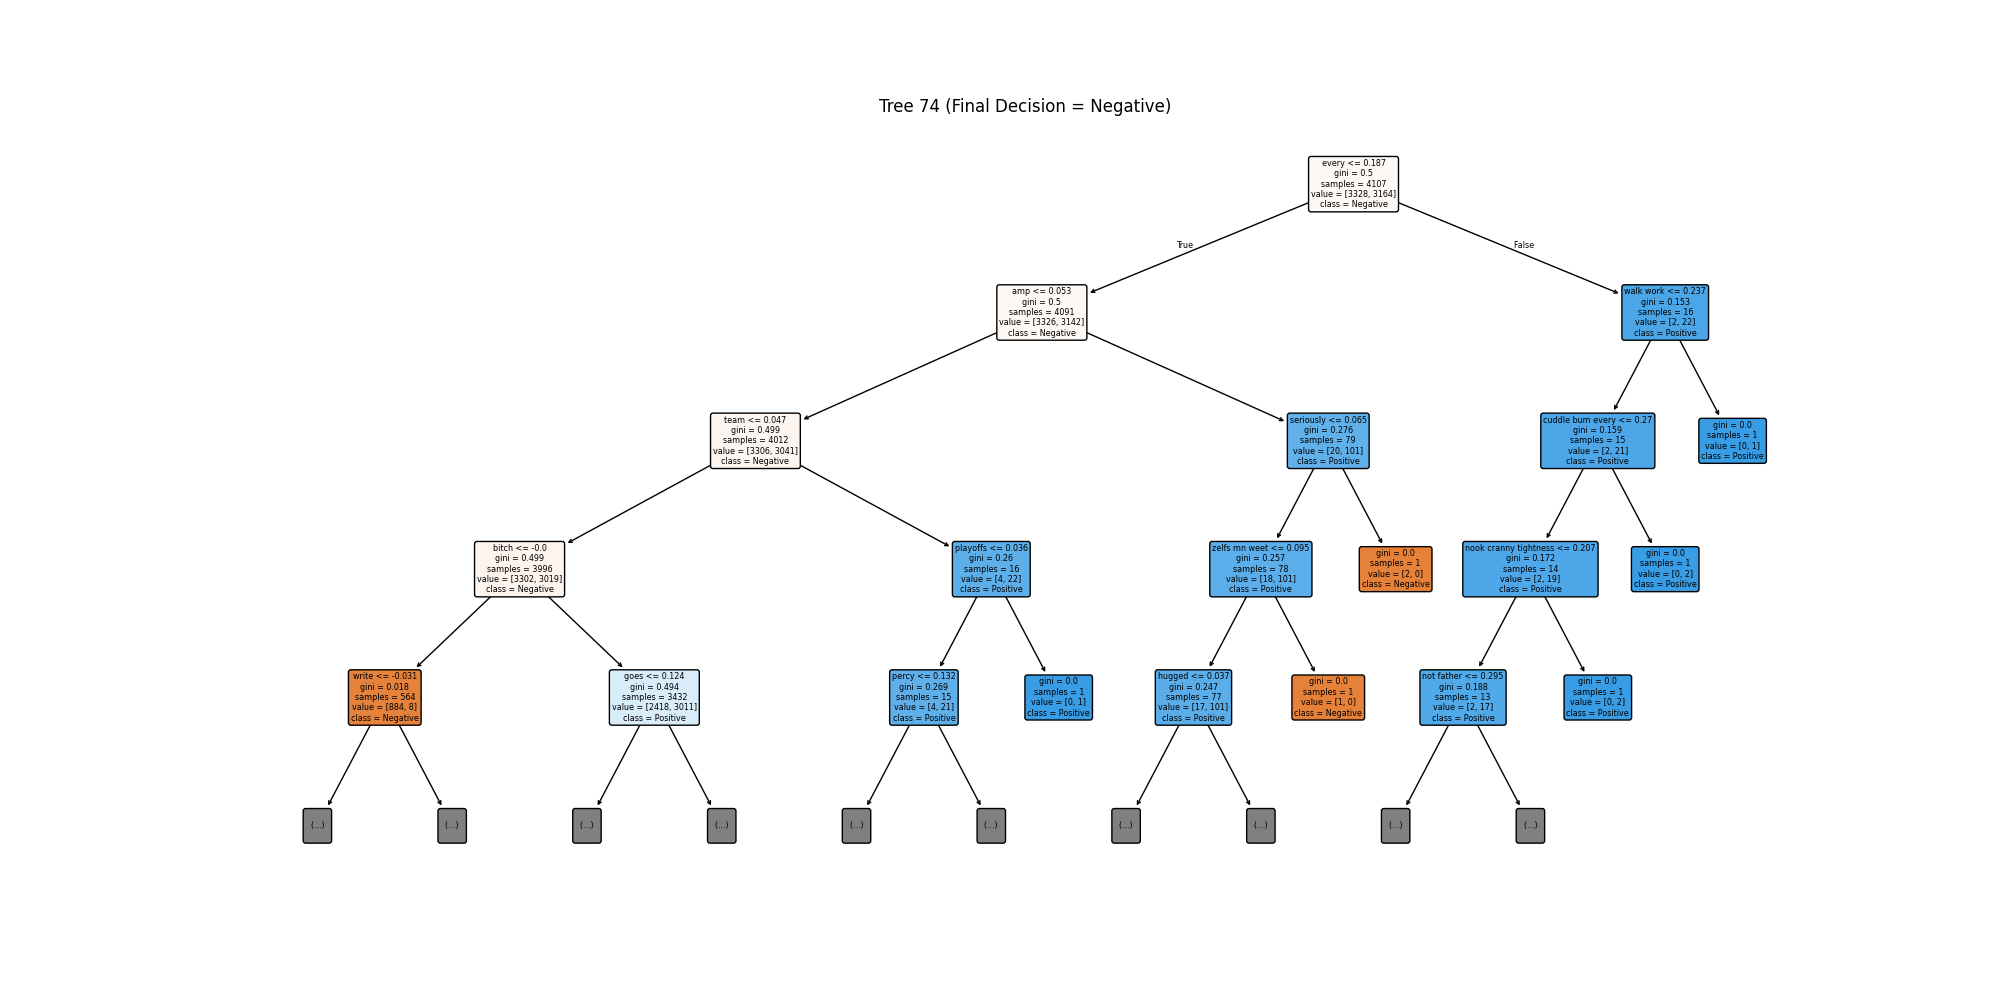 Tree 74 (Final Decision = Negative)
every <= 0.187
gini = 0.5
samples = 4107
value = [3328, 3164]
class = Negative
True
False
amp <= 0.053
gini = 0.5
samples = 4091
value = [3326, 3142]
class = Negative
walk work <= 0.237
gini = 0.153
samples = 16
value = [2, 22]
class = Positive
team <= 0.047
gini = 0.499
samples = 4012
value = [3306, 3041]
class = Negative
seriously <= 0.065
gini = 0.276
samples = 79
value = [20, 101]
class = Positive
cuddle bum every <= 0.27
gini = 0.159
samples = 15
value = [2, 21]
class = Positive
gini = 0.0
samples = 1
value = [0, 1]
class = Positive
bitch <= -0.0
gini = 0.499
samples = 3996
value = [3302, 3019]
class = Negative
playoffs <= 0.036
gini = 0.26
samples = 16
value = [4, 22]
class = Positive
zelfs mn weet <= 0.095
gini = 0.257
samples = 78
value = [18, 101]
class = Positive
gini = 0.0
samples = 1
value = [2, 0]
class = Negative
nook cranny tightness <= 0.207
gini = 0.172
samples = 14
value = [2, 19]
class = Positive
gini = 0.0
samples = 1
value = [0, 2]
class = Positive
write <= -0.031
gini = 0.018
samples = 564
value = [884, 8]
class = Negative
goes <= 0.124
gini = 0.494
samples = 3432
value = [2418, 3011]
class = Positive
percy <= 0.132
gini = 0.269
samples = 15
value = [4, 21]
class = Positive
gini = 0.0
samples = 1
value = [0, 1]
class = Positive
hugged <= 0.037
gini = 0.247
samples = 77
value = [17, 101]
class = Positive
gini = 0.0
samples = 1
value = [1, 0]
class = Negative
not father <= 0.295
gini = 0.188
samples = 13
value = [2, 17]
class = Positive
gini = 0.0
samples = 1
value = [0, 2]
class = Positive
(...)
(...)
(...)
(...)
(...)
(...)
(...)
(...)
(...)
(...)